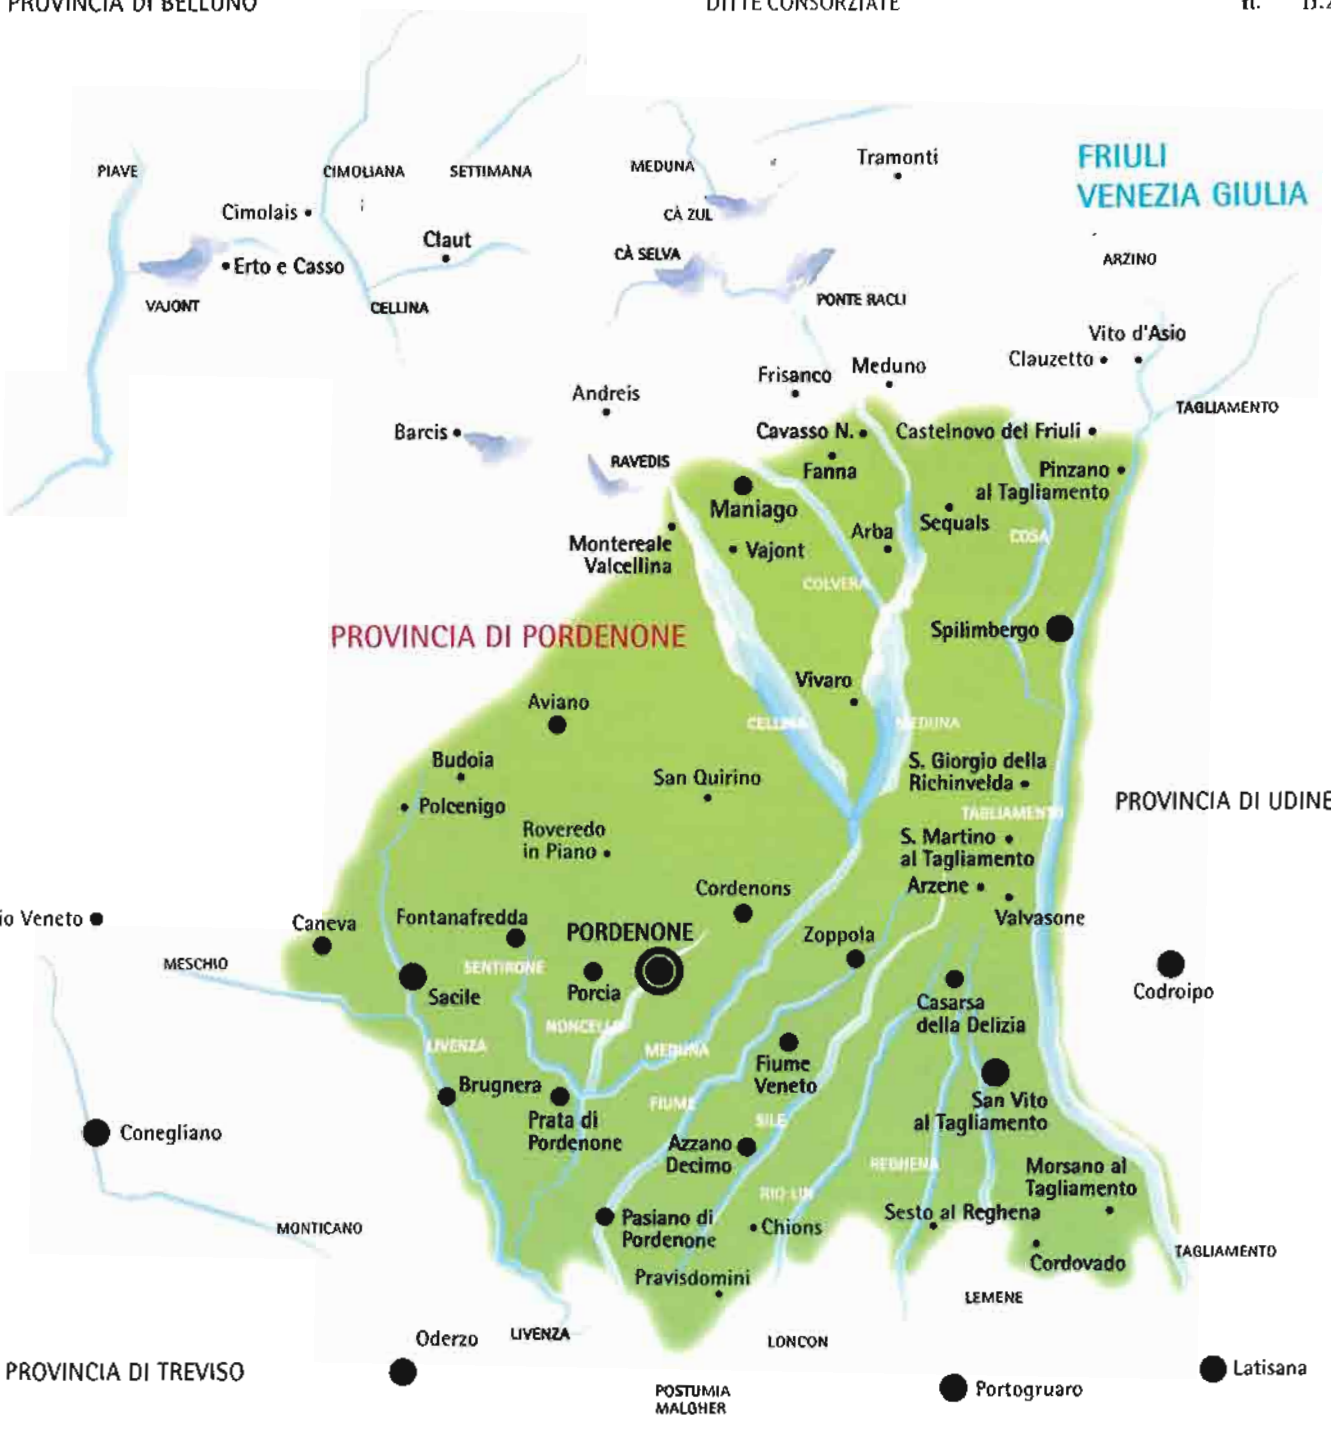 PROVINCIA DI BELLUNO
DITTE CONSORZIATE
n.
FRIULI
VENEZIA GIULIA
PIAVE
CIMOLIANA
SETTIMANA
MEDUNA
Tramonti
Cimolais
CÀ ZUL
Claut
CÀ SELVA
ARZINO
Erto e Casso
VAJONT
CELLINA
PONTE RACLI
Vito d'Asio
Clauzetto
Frisanco
Meduno
Andreis
TAGLIAMENTO
Barcis
Cavasso N.
Castelnovo del Friuli
RAVEDIS
Fanna
Pinzano
al Tagliamento
Maniago
Sequals
Arba
COSA
Montereale
Valcellina
Vajont
COLVERA
PROVINCIA DI PORDENONE
Spilimbergo
Vivaro
Aviano
CELLINA
MEDUNA
Budoia
San Quirino
S. Giorgio della
Richinvelda
Polcenigo
PROVINCIA DI UDINE
TAGLIAMENTO
Roveredo
in Piano
S. Martino
al Tagliamento
Cordenons
Arzene
io Veneto
Caneva
Fontanafredda
PORDENONE
Zoppola
Valvasone
MESCHIO
SENTIRONE
Porcia
Sacile
Codroipo
Casarsa
della Delizia
NONCELLO
LIVENZA
MEDUNA
Fiume
Veneto
Brugnera
San Vito
al Tagliamento
Prata di
Pordenone
FIUME
SILE
Conegliano
Azzano
Decimo
REGHENA
Morsano al
Tagliamento
RIO LIN
Pasiano di
Pordenone
Chions
Sesto al Reghena
MONTICANO
Cordovado
TAGLIAMENTO
Pravisdomini
LEMENE
Oderzo
LIVENZA
LONCON
PROVINCIA DI TREVISO
Latisana
POSTUMIA
MALGHER
Portogruaro